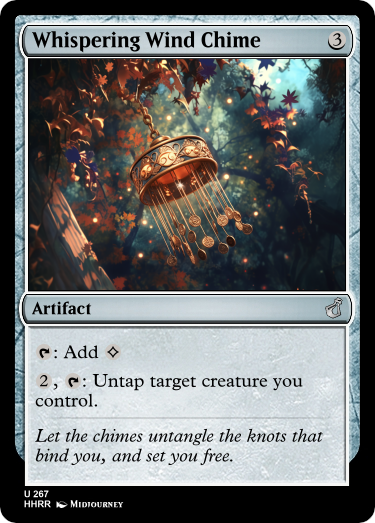 Whispering Wind Chime 3
Artifact
: Add
2, : Untap target creature you
control.
Let the chimes untangle the knots that
bind you, and set you free.
U 267
HHRR Midjourney